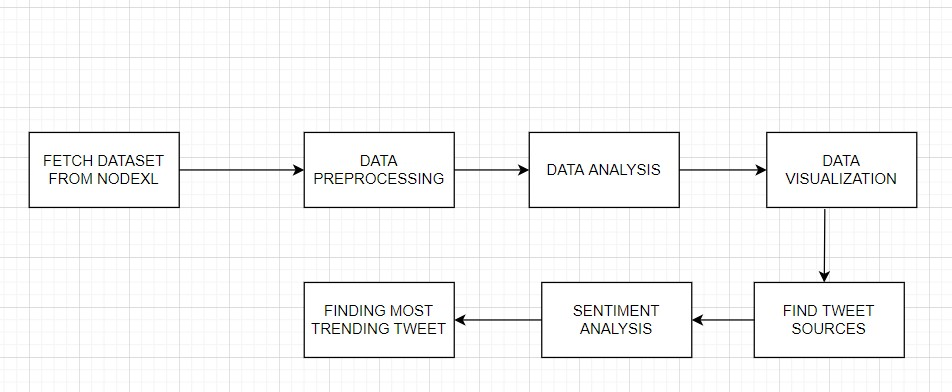 FETCH DATASET
FROM NODEXL
DATA
PREPROCESSING
DATA ANALYSIS
DATA
VISUALIZATION
FIND TWEET
SOURCES
SENTIMENT
ANALYSIS
FINDING MOST
TRENDING TWEET